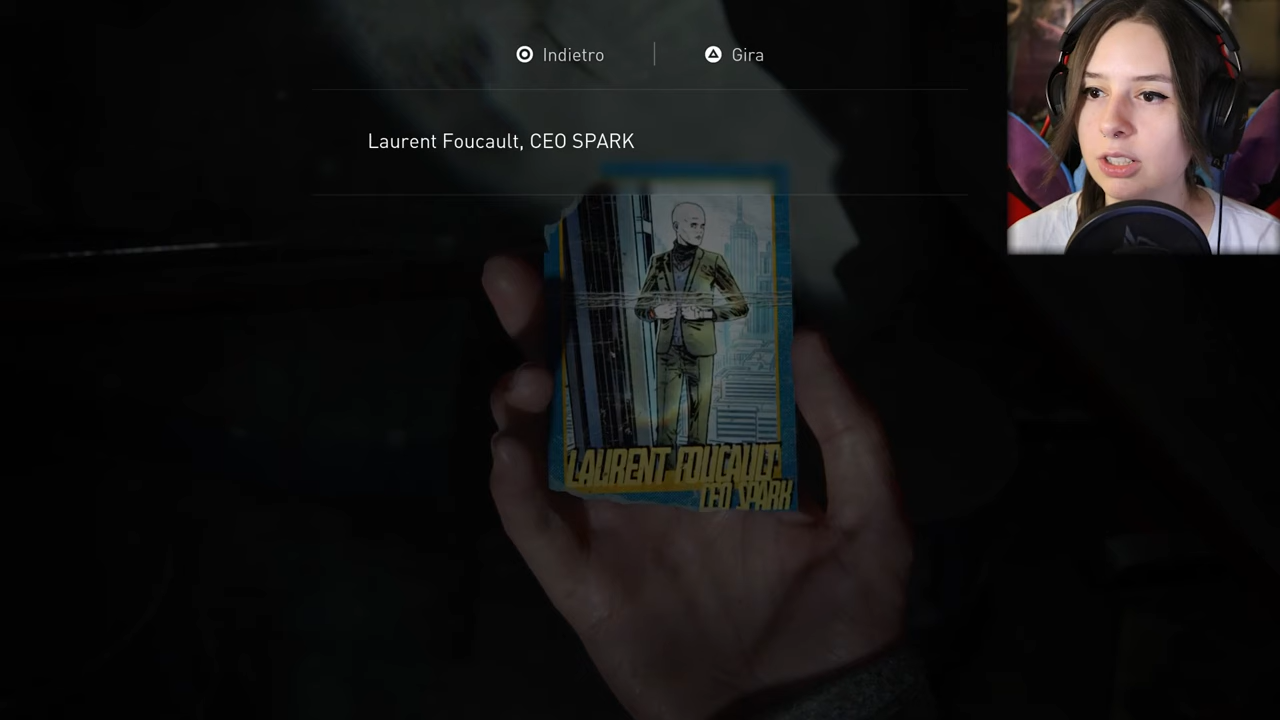 Indietro
Gira
Laurent Foucault, CEO SPARK
LAURENT FOUCAULT
CEO SPARK